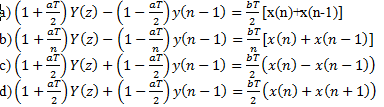 a) (1 + aT/2) Y(z) − (1 − aT/2) y(n − 1) = bT/2 [x(n)+x(n-1)]
b) (1 + aT/n) Y(z) − (1 − aT/n) y(n − 1) = bT/n [x(n) + x(n − 1)]
c) (1 + aT/2) Y(z) + (1 − aT/2) y(n − 1) = bT/2 (x(n) − x(n − 1))
d) (1 + aT/2) Y(z) + (1 − aT/2) y(n − 1) = bT/2 (x(n) + x(n + 1))